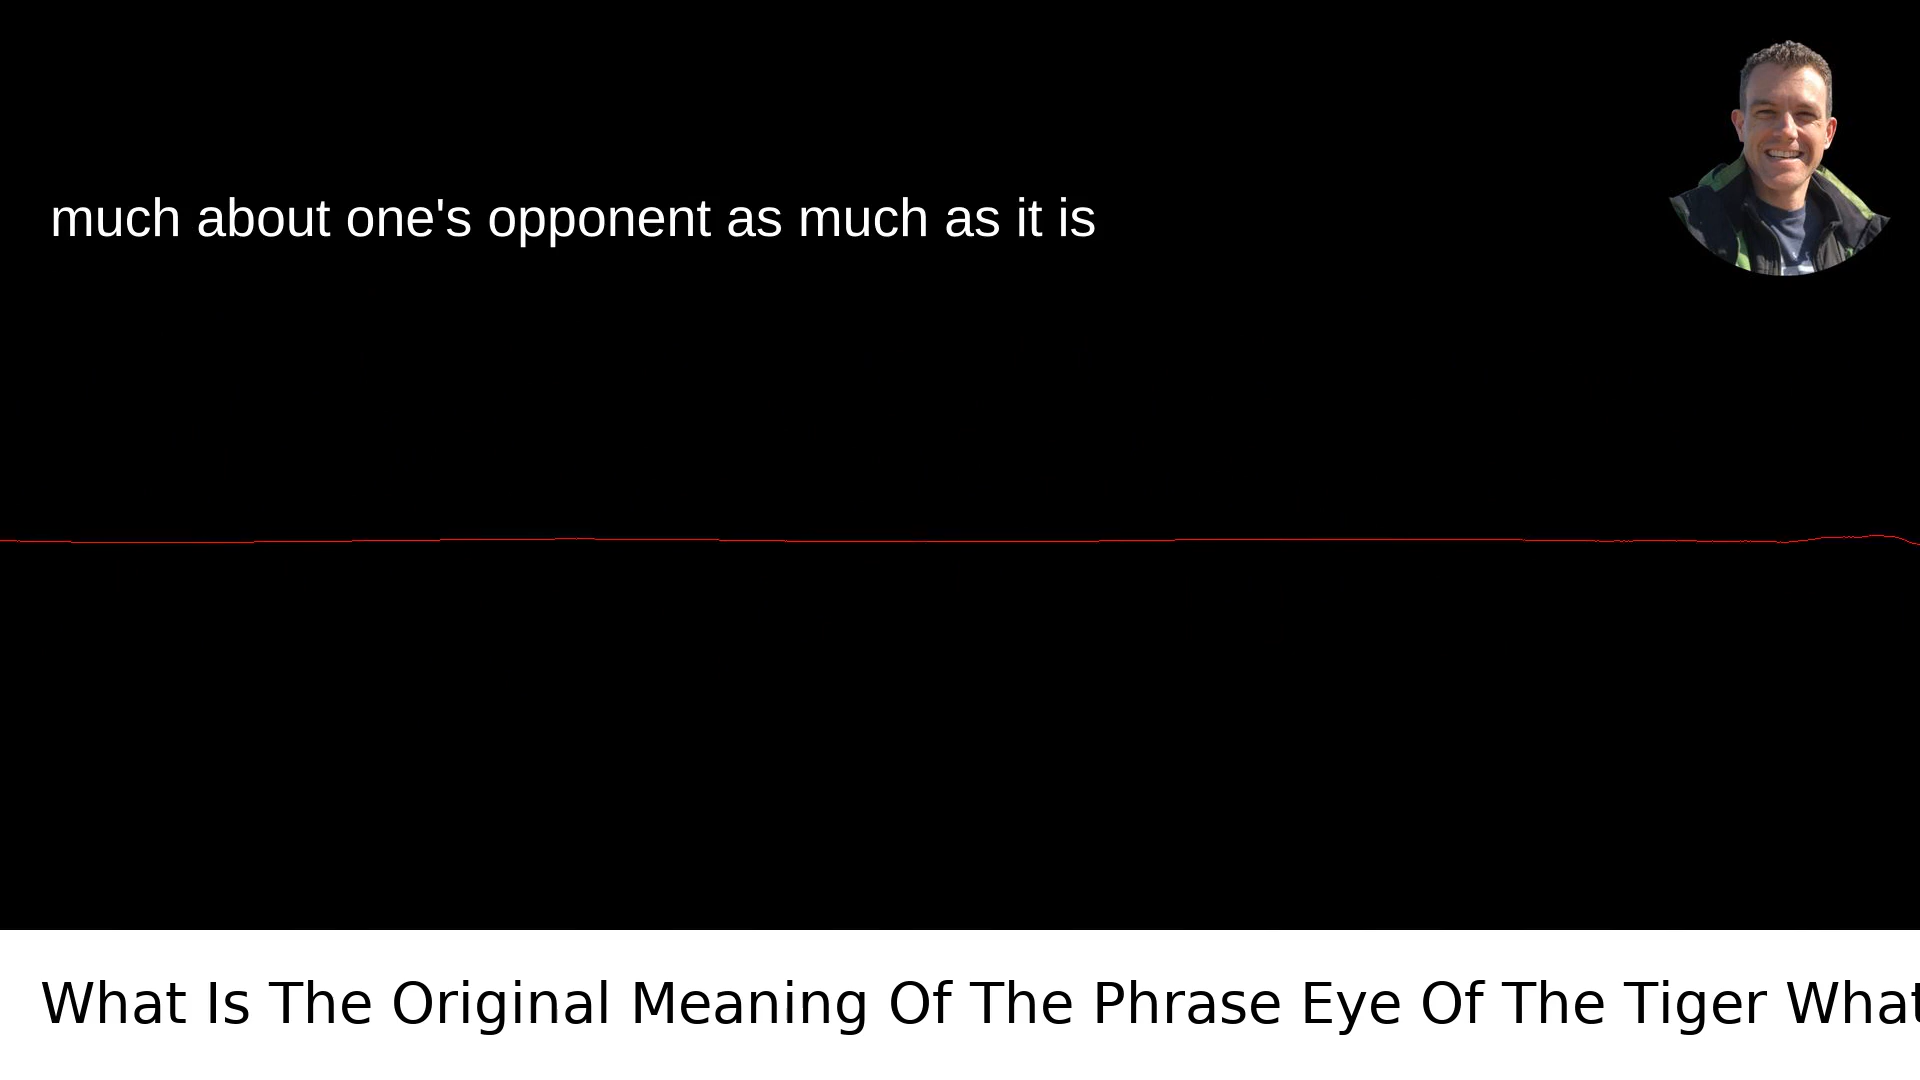 much about one's opponent as much as it is
What Is The Original Meaning Of The Phrase Eye Of The Tiger What